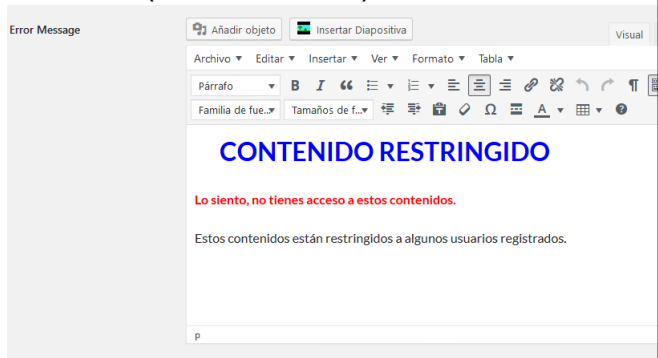 Error Message
Añadir objeto Insertar Diapositiva
Visual
Archivo Editar Insertar Ver Formato Tabla
Párrafo B I
Familia de fue... Tamaños de f... Ω A
CONTENIDO RESTRINGIDO
Lo siento, no tienes acceso a estos contenidos.
Estos contenidos están restringidos a algunos usuarios registrados.
P